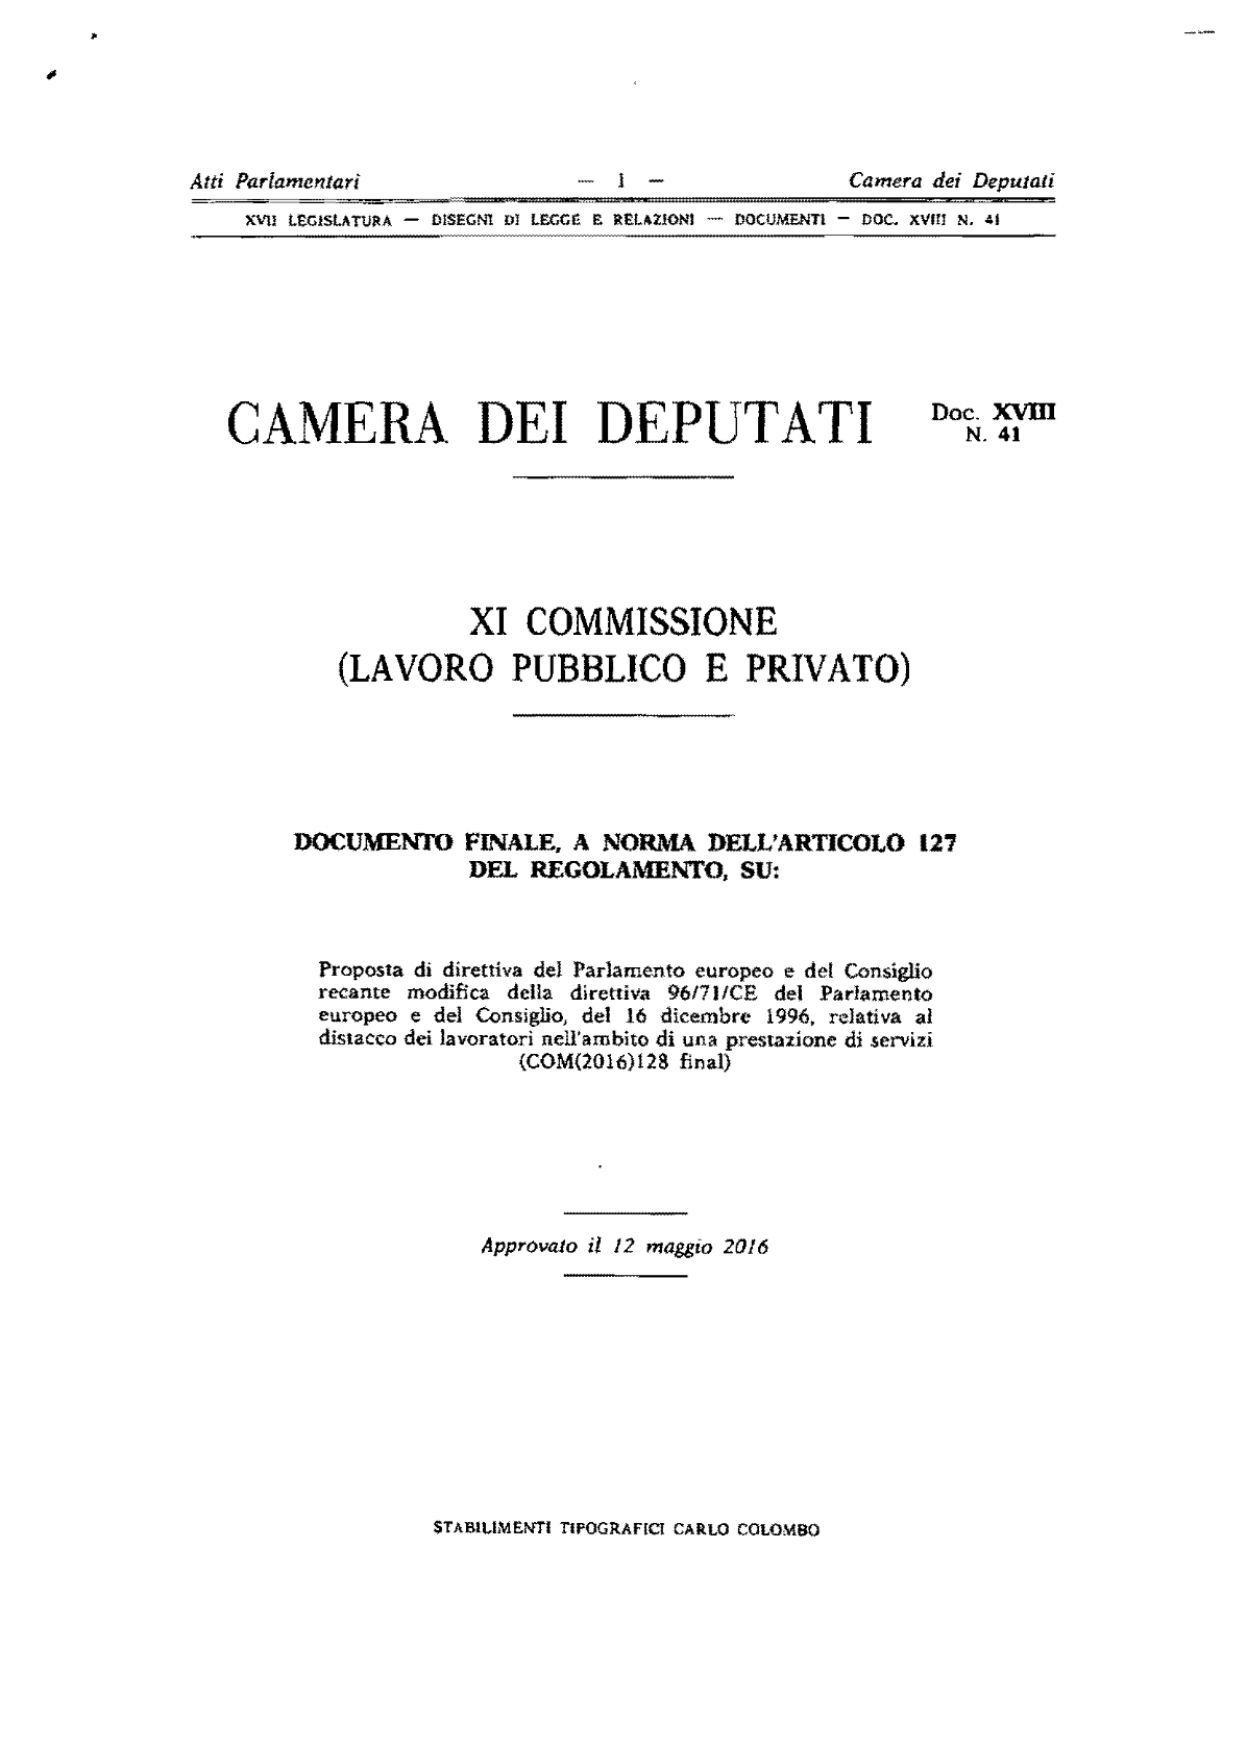 Atti Parlamentari — 1 — Camera dei Deputati
XVII LEGISLATURA — DISEGNI DI LEGGE E RELAZIONI — DOCUMENTI — DOC. XVIII N. 41
CAMERA DEI DEPUTATI
Doc. XVIII
N. 41
XI COMMISSIONE
(LAVORO PUBBLICO E PRIVATO)
DOCUMENTO FINALE, A NORMA DELL'ARTICOLO 127
DEL REGOLAMENTO, SU:
Proposta di direttiva del Parlamento europeo e del Consiglio
recante modifica della direttiva 96/71/CE del Parlamento
europeo e del Consiglio, del 16 dicembre 1996, relativa al
distacco dei lavoratori nell'ambito di una prestazione di servizi
(COM(2016)128 final)
Approvato il 12 maggio 2016
STABILIMENTI TIPOGRAFICI CARLO COLOMBO